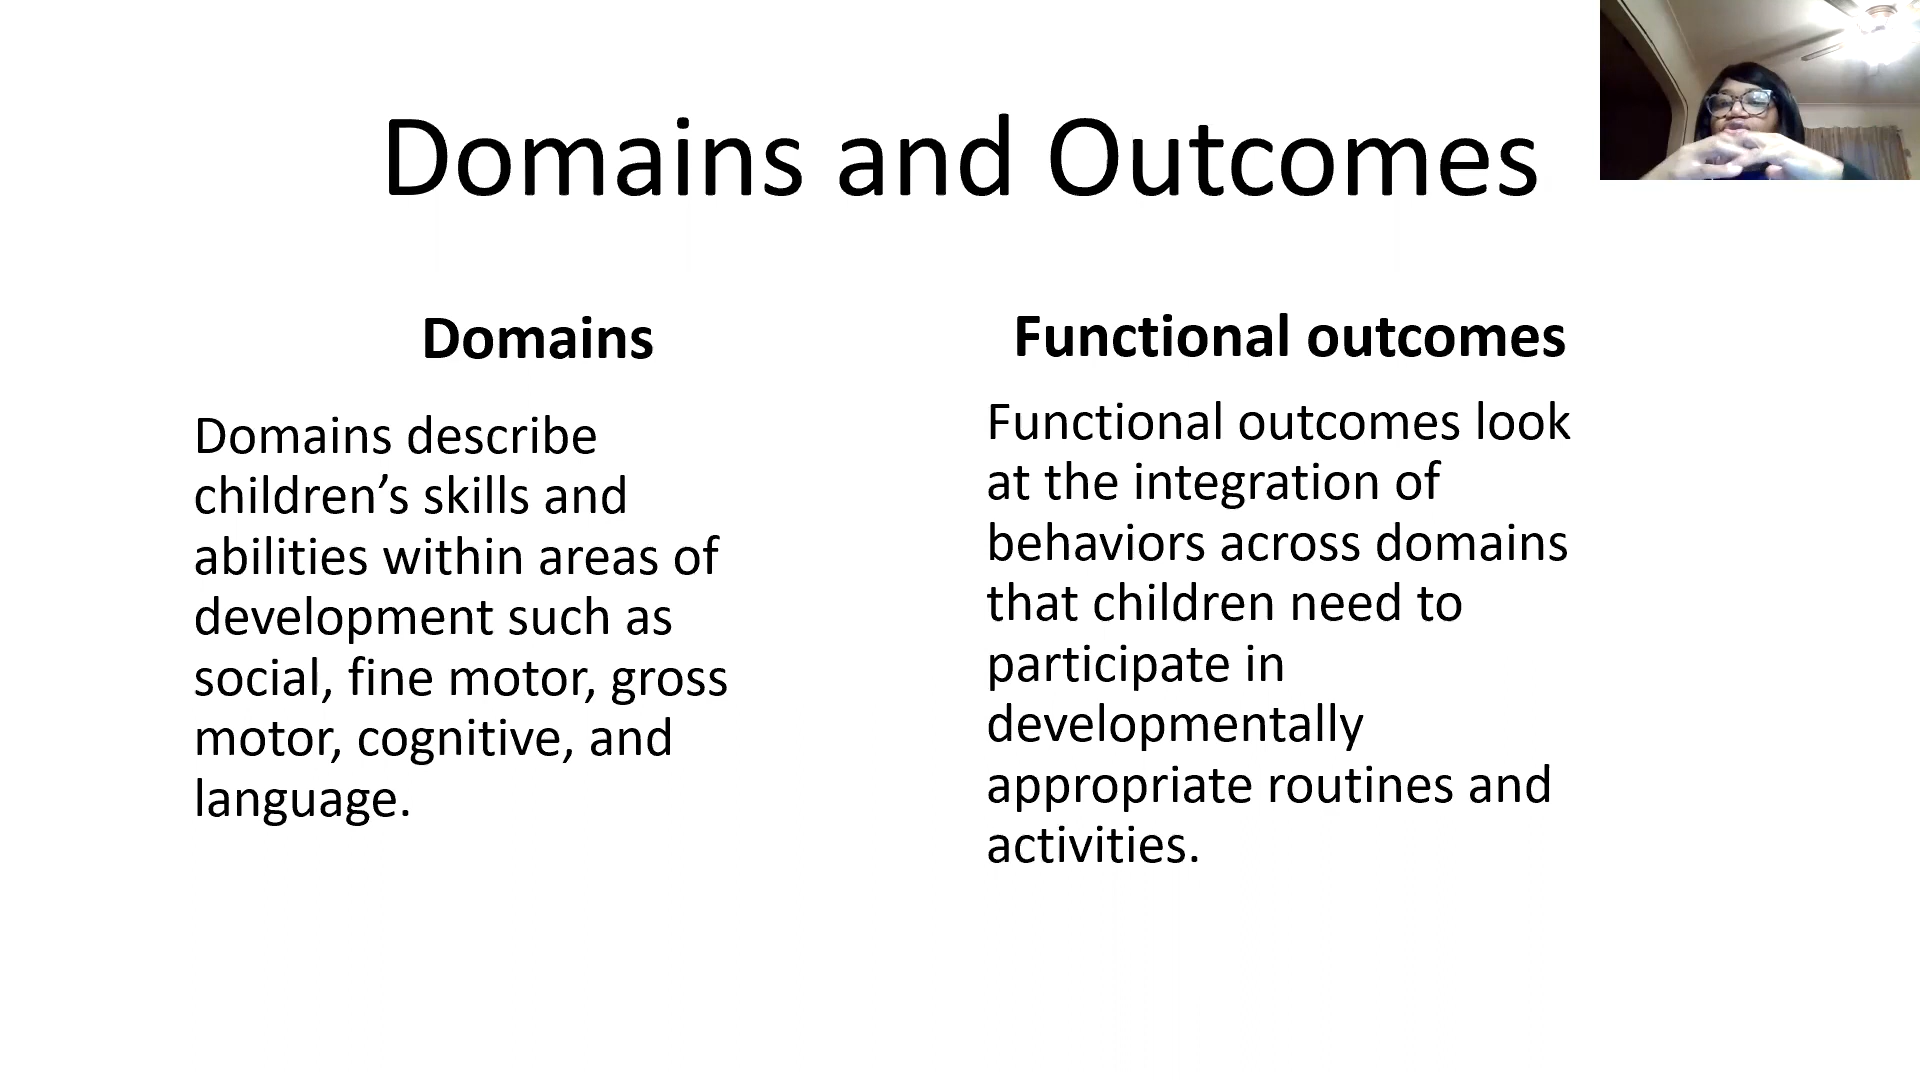 Domains and Outcomes
Domains
Domains describe
children’s skills and
abilities within areas of
development such as
social, fine motor, gross
motor, cognitive, and
language.
Functional outcomes
Functional outcomes look
at the integration of
behaviors across domains
that children need to
participate in
developmentally
appropriate routines and
activities.